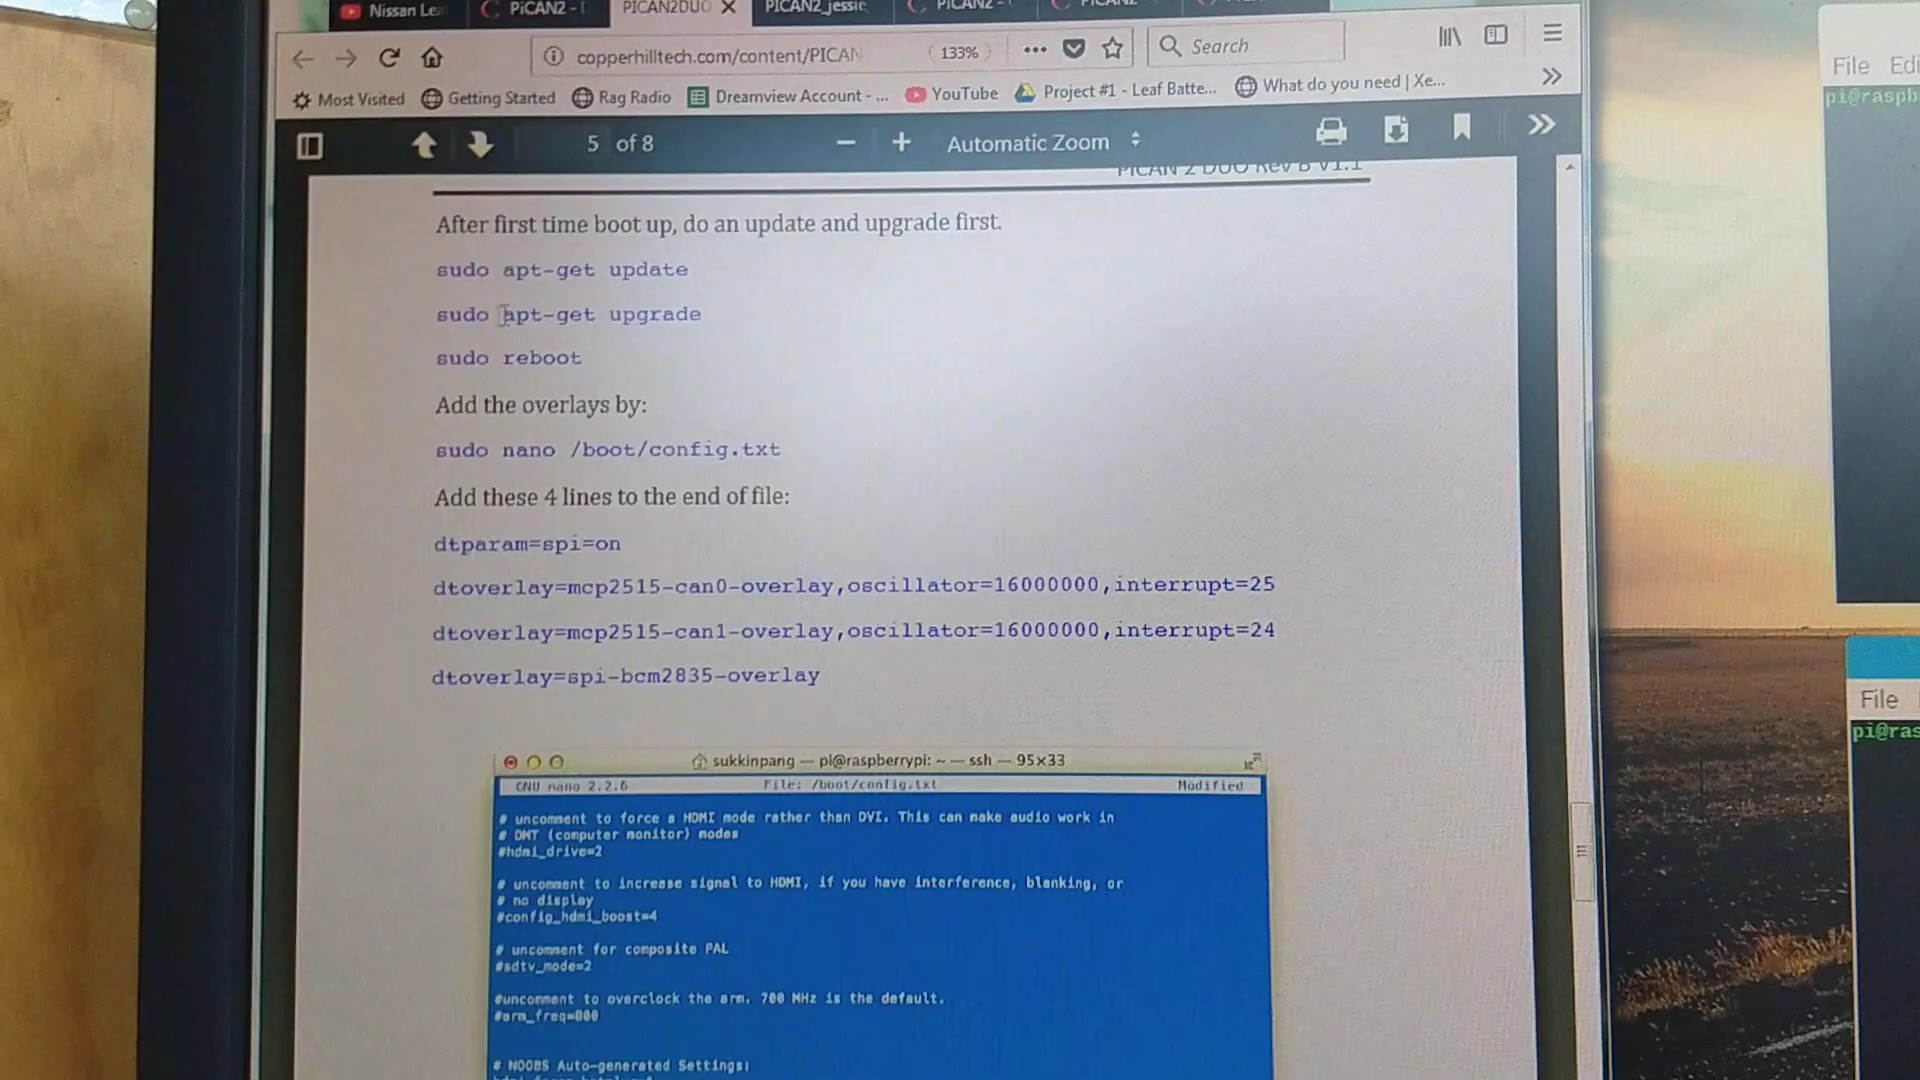 Nissan Lea
PiCAN2 -
PICAN2DUO
PICAN2_jessie
PiCAN2 -
copperhilltech.com/content/PICAN
133%
Search
File Edi
Most Visited
Getting Started
Rag Radio
Dreamview Account - ...
YouTube
Project #1 - Leaf Batte...
What do you need | Xe...
pi@raspb
5 of 8
Automatic Zoom
PICAN 2 DUO Rev B V1.1
After first time boot up, do an update and upgrade first.
sudo apt-get update
sudo apt-get upgrade
sudo reboot
Add the overlays by:
sudo nano /boot/config.txt
Add these 4 lines to the end of file:
dtparam=spi=on
dtoverlay=mcp2515-can0-overlay,oscillator=16000000,interrupt=25
dtoverlay=mcp2515-can1-overlay,oscillator=16000000,interrupt=24
dtoverlay=spi-bcm2835-overlay
File
pi@ras
sukkinpang — pi@raspberrypi: ~ — ssh — 95×33
GNU nano 2.2.6
File: /boot/config.txt
Modified
# uncomment to force a HDMI mode rather than DVI. This can make audio work in
# DMT (computer monitor) modes
#hdmi_drive=2
# uncomment to increase signal to HDMI, if you have interference, blanking, or
# no display
#config_hdmi_boost=4
# uncomment for composite PAL
#sdtv_mode=2
#uncomment to overclock the arm. 700 MHz is the default.
#arm_freq=800
# NOOBS Auto-generated Settings: